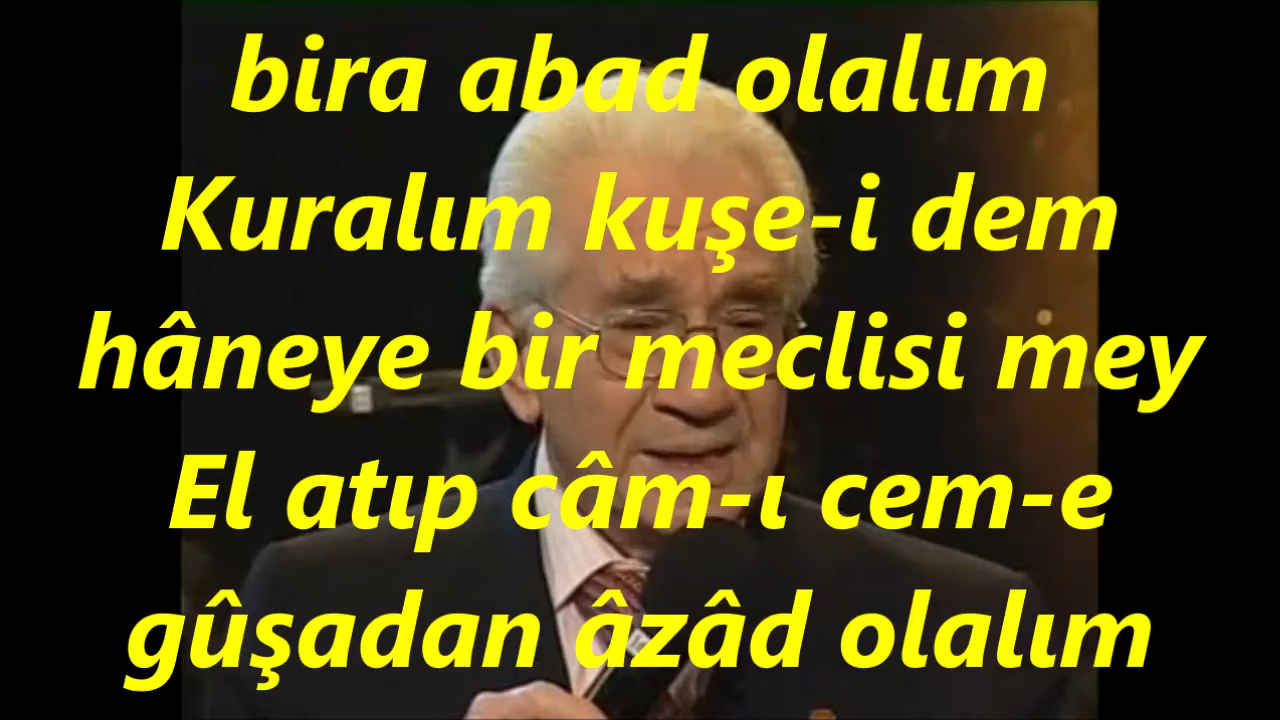 bira abad olalım
Kuralım kuşe-i dem
hâneye bir meclisi mey
El atıp câm-ı cem-e
gûşadan âzâd olalım